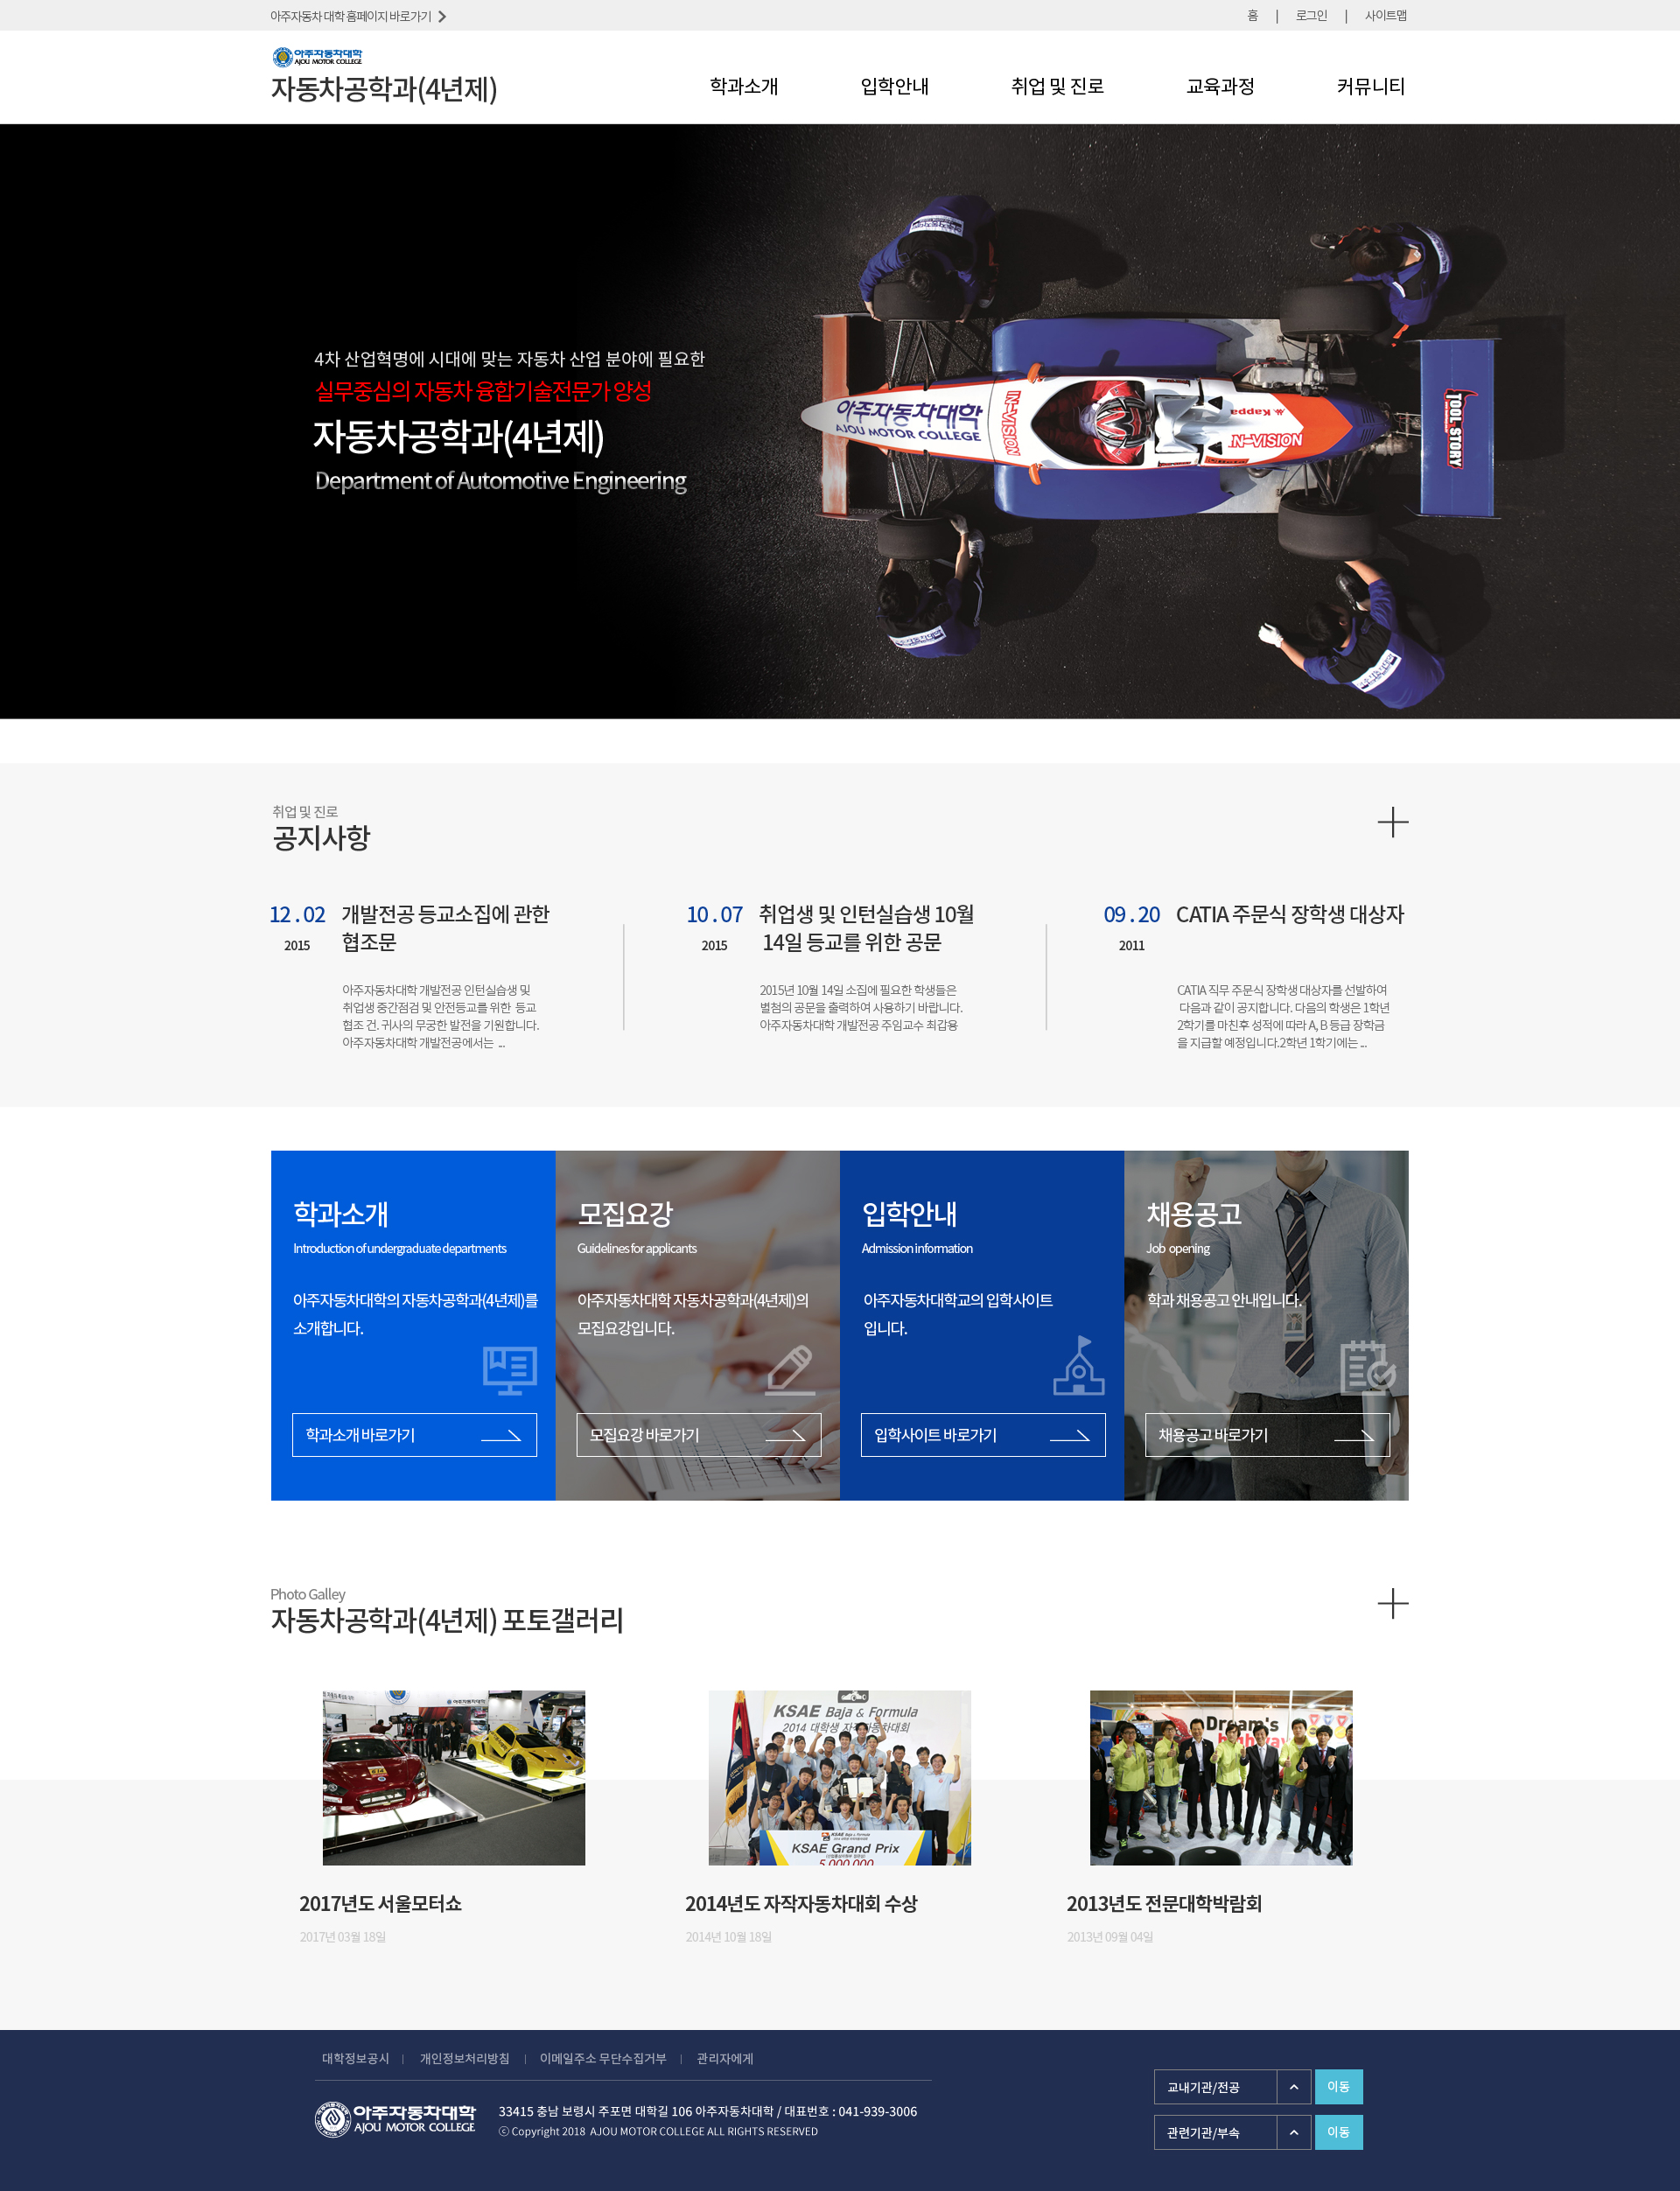 아주자동차 대학 홈페이지 바로가기
홈 | 로그인 | 사이트맵
아주자동차대학
AJOU MOTOR COLLEGE
자동차공학과(4년제)
학과소개 입학안내 취업 및 진로 교육과정 커뮤니티
4차 산업혁명에 시대에 맞는 자동차 산업 분야에 필요한
실무중심의 자동차 융합기술전문가 양성
자동차공학과(4년제)
Department of Automotive Engineering
아주자동차대학
AJOU MOTOR COLLEGE
IN-VISION
Kappa
IN-VISION
TOOL STORY
취업 및 진로
공지사항
12 . 02
2015
개발전공 등교소집에 관한
협조문
아주자동차대학 개발전공 인턴실습생 및
취업생 중간점검 및 안전등교를 위한 등교
협조 건. 귀사의 무궁한 발전을 기원합니다.
아주자동차대학 개발전공에서는 ...
10 . 07
2015
취업생 및 인턴실습생 10월
14일 등교를 위한 공문
2015년 10월 14일 소집에 필요한 학생들은
별첨의 공문을 출력하여 사용하기 바랍니다.
아주자동차대학 개발전공 주임교수 최갑용
09 . 20
2011
CATIA 주문식 장학생 대상자
CATIA 직무 주문식 장학생 대상자를 선발하여
다음과 같이 공지합니다. 다음의 학생은 1학년
2학기를 마친후 성적에 따라 A, B 등급 장학금
을 지급할 예정입니다.2학년 1학기에는 ...
학과소개
Introduction of undergraduate departments
아주자동차대학의 자동차공학과(4년제)를
소개합니다.
학과소개 바로가기
모집요강
Guidelines for applicants
아주자동차대학 자동차공학과(4년제)의
모집요강입니다.
모집요강 바로가기
입학안내
Admission information
아주자동차대학교의 입학사이트
입니다.
입학사이트 바로가기
채용공고
Job opening
학과 채용공고 안내입니다.
채용공고 바로가기
Photo Galley
자동차공학과(4년제) 포토갤러리
KSAE Baja & Formula
2014 대학생 자작자동차대회
KSAE Baja & Formula
KSAE Grand Prix
5,000,000
Dream's
highway
2017년도 서울모터쇼
2017년 03월 18일
2014년도 자작자동차대회 수상
2014년 10월 18일
2013년도 전문대학박람회
2013년 09월 04일
대학정보공시 | 개인정보처리방침 | 이메일주소 무단수집거부 | 관리자에게
아주자동차대학
AJOU MOTOR COLLEGE
33415 충남 보령시 주포면 대학길 106 아주자동차대학 / 대표번호 : 041-939-3006
ⓒ Copyright 2018 AJOU MOTOR COLLEGE ALL RIGHTS RESERVED
교내기관/전공 이동
관련기관/부속 이동